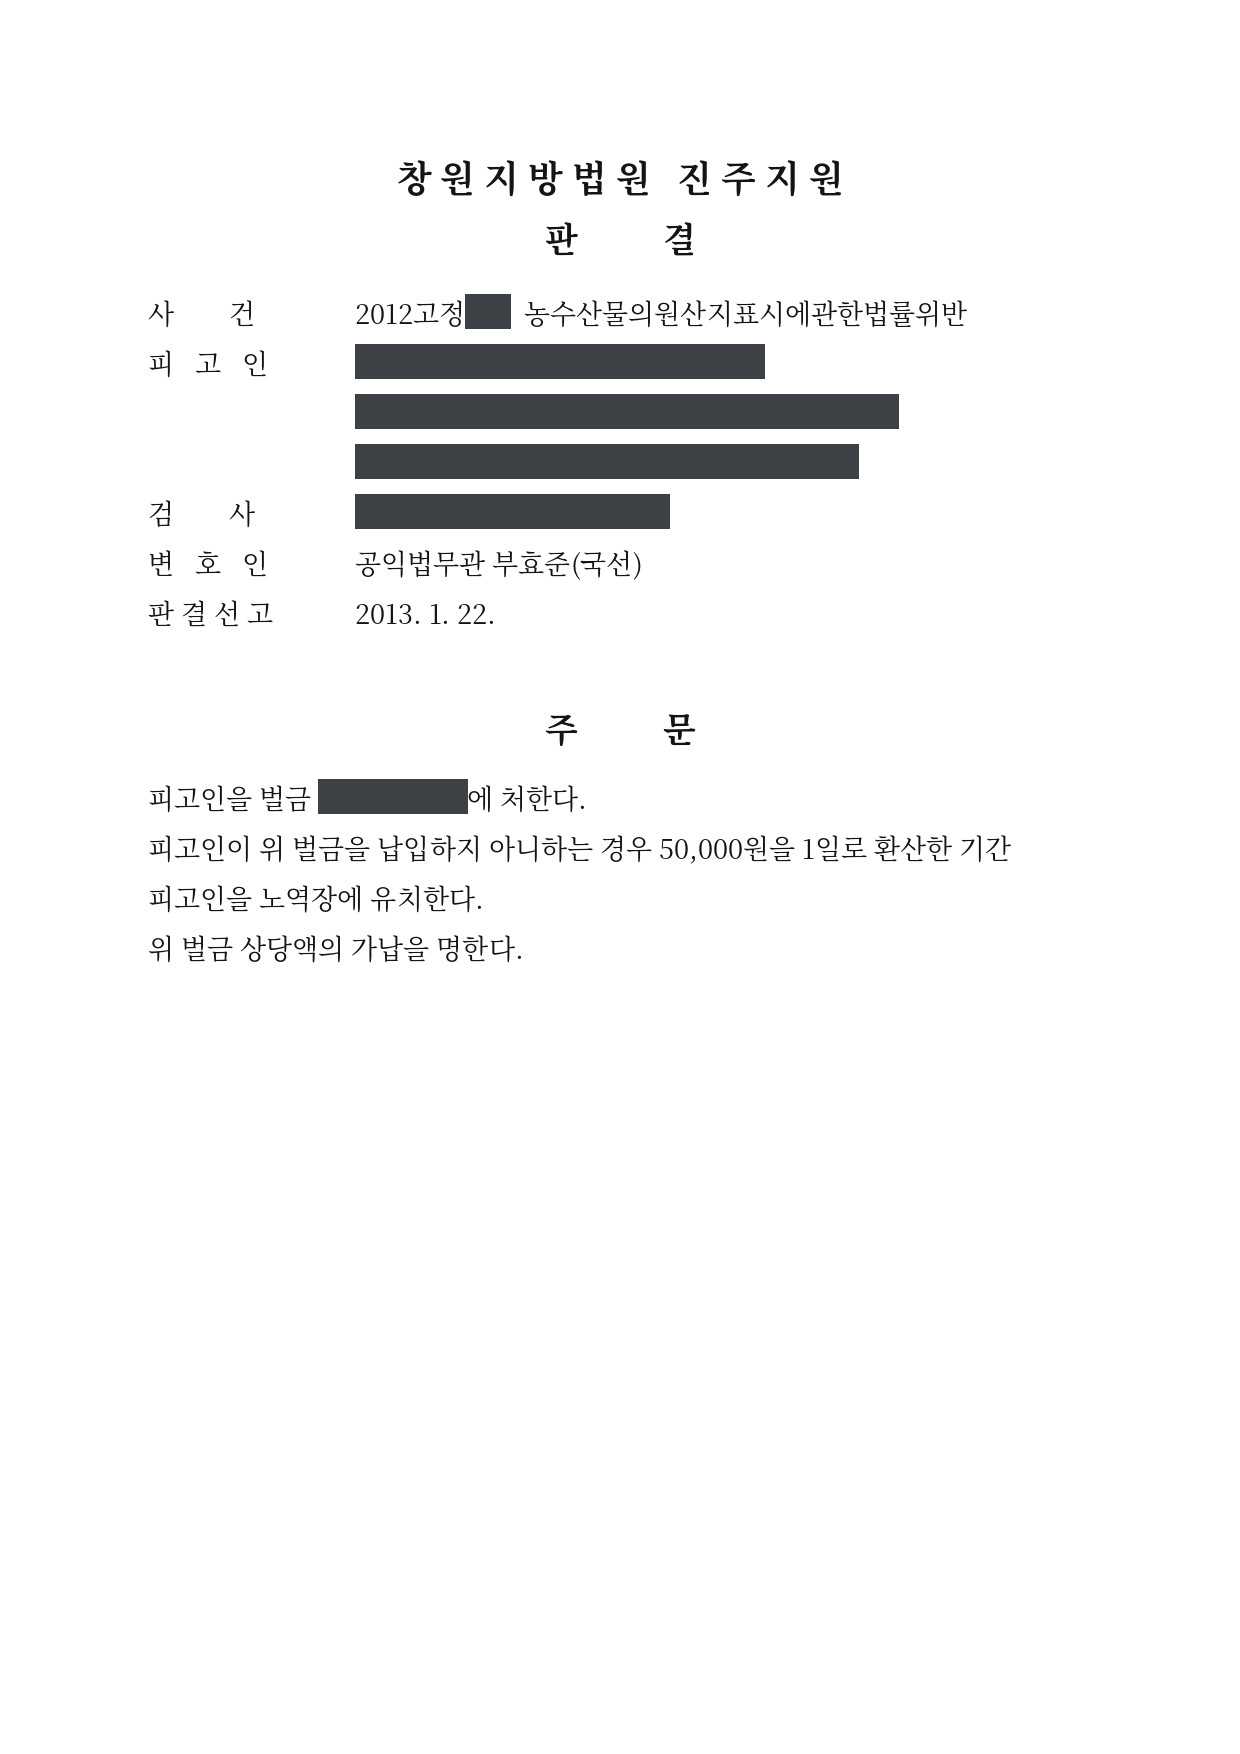 창원지방법원 진주지원
판 결
사 건 2012고정 농수산물의원산지표시에관한법률위반
피 고 인
검 사
변 호 인 공익법무관 부효준(국선)
판 결 선 고 2013. 1. 22.
주 문
피고인을 벌금 에 처한다.
피고인이 위 벌금을 납입하지 아니하는 경우 50,000원을 1일로 환산한 기간
피고인을 노역장에 유치한다.
위 벌금 상당액의 가납을 명한다.